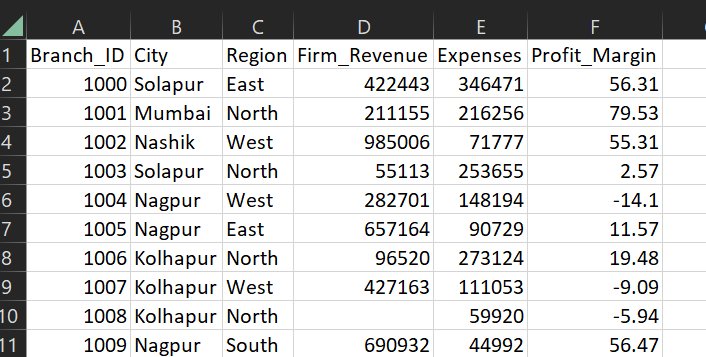 A B C D E F
1 Branch_ID City Region Firm_Revenue Expenses Profit_Margin
2 1000 Solapur East 422443 346471 56.31
3 1001 Mumbai North 211155 216256 79.53
4 1002 Nashik West 985006 71777 55.31
5 1003 Solapur North 55113 253655 2.57
6 1004 Nagpur West 282701 148194 -14.1
7 1005 Nagpur East 657164 90729 11.57
8 1006 Kolhapur North 96520 273124 19.48
9 1007 Kolhapur West 427163 111053 -9.09
10 1008 Kolhapur North 59920 -5.94
11 1009 Nagpur South 690932 44992 56.47